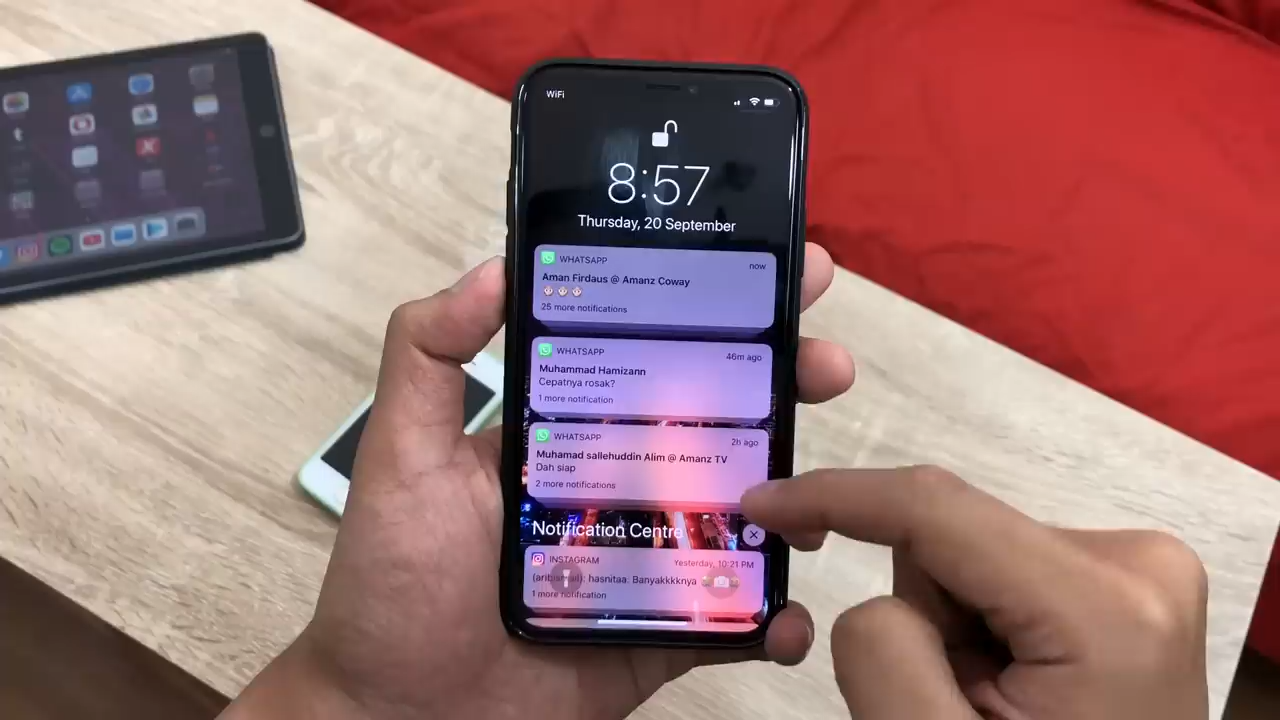 WiFi
8:57
Thursday, 20 September
WHATSAPP
now
Aman Firdaus @ Amanz Coway
25 more notifications
WHATSAPP
46m ago
Muhammad Hamizann
Cepatnya rosak?
1 more notification
WHATSAPP
2h ago
Muhamad sallehuddin Alim @ Amanz TV
Dah siap
2 more notifications
Notification Centre
INSTAGRAM
Yesterday, 10:21 PM
hasnitaa. Banyakkkknya
1 more notification